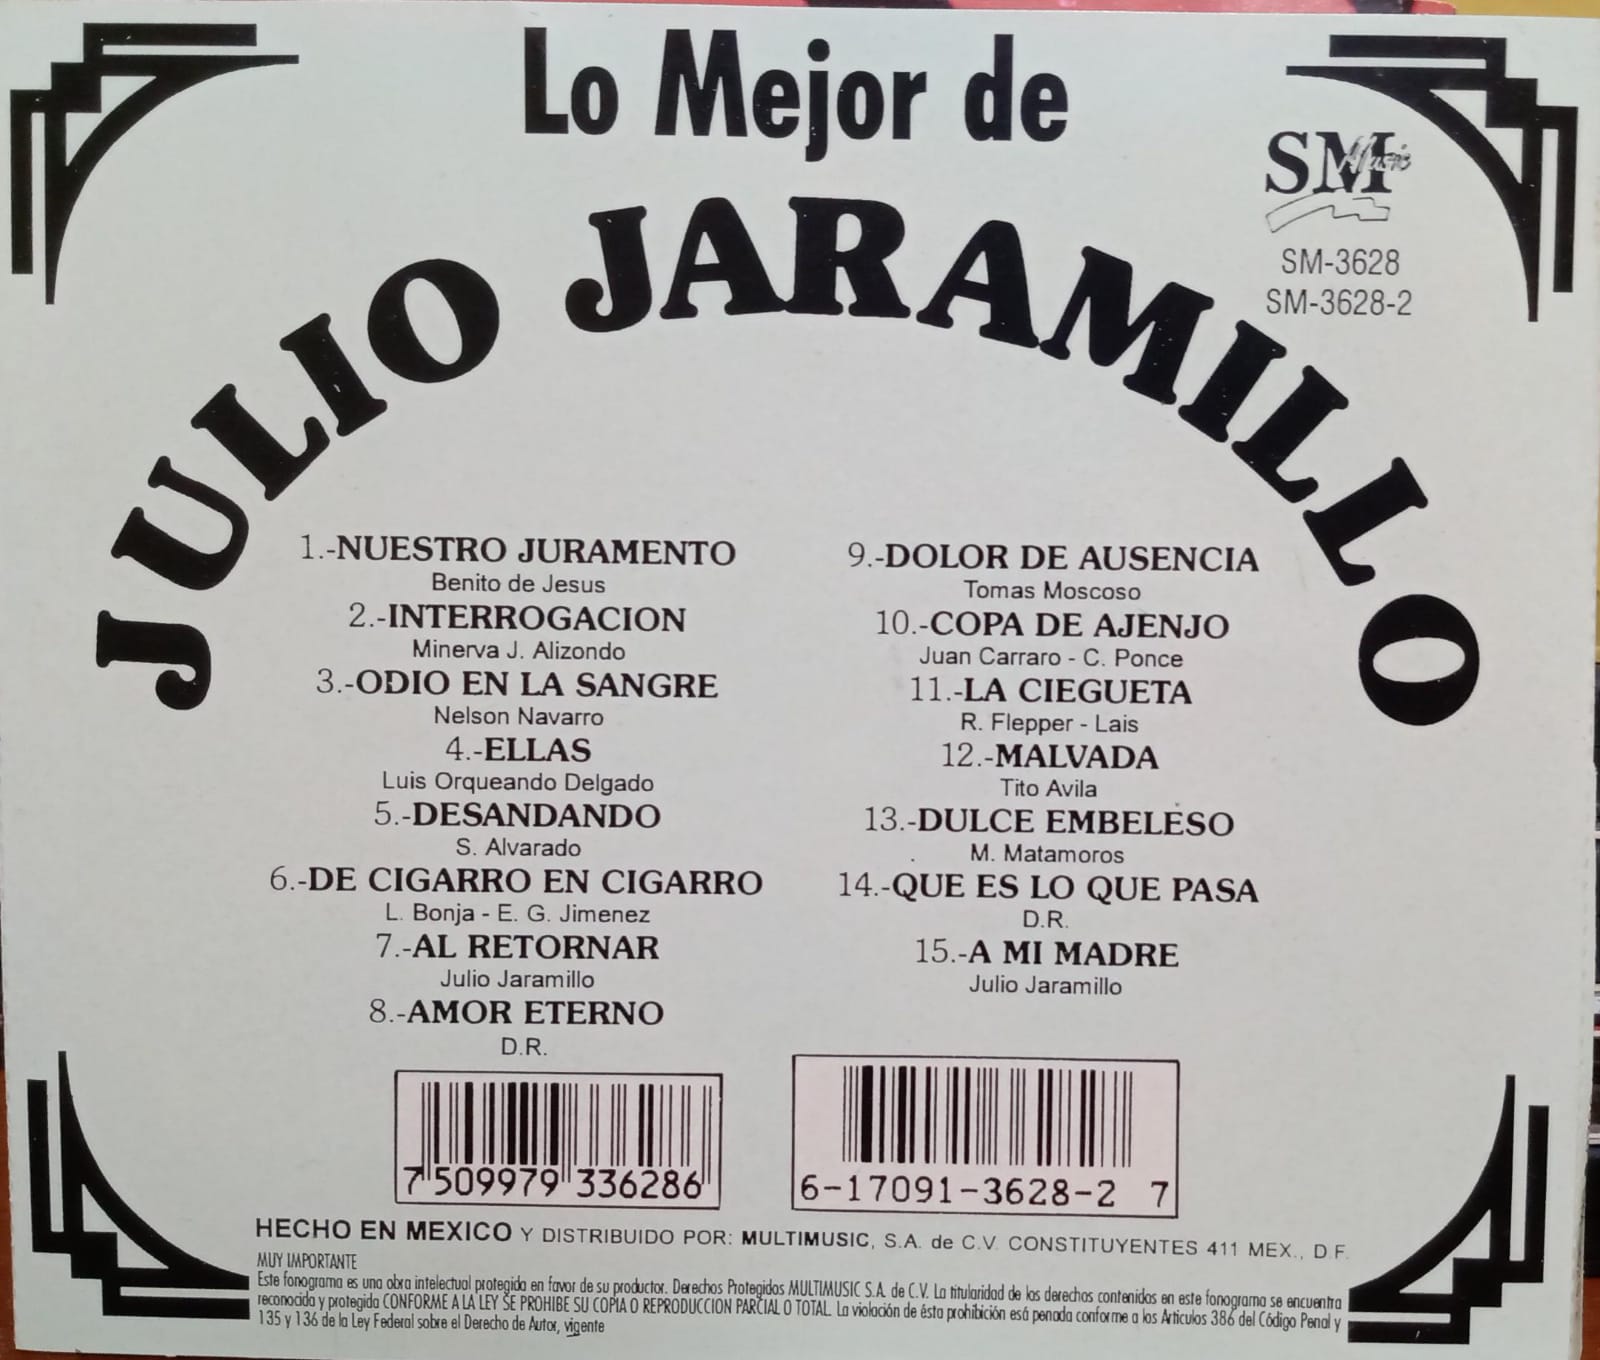 Lo Mejor de
JULIO JARAMILLO
SM Music
SM-3628
SM-3628-2
1.-NUESTRO JURAMENTO
Benito de Jesus
2.-INTERROGACION
Minerva J. Alizondo
3.-ODIO EN LA SANGRE
Nelson Navarro
4.-ELLAS
Luis Orqueando Delgado
5.-DESANDANDO
S. Alvarado
6.-DE CIGARRO EN CIGARRO
L. Bonja - E. G. Jimenez
7.-AL RETORNAR
Julio Jaramillo
8.-AMOR ETERNO
D.R.
9.-DOLOR DE AUSENCIA
Tomas Moscoso
10.-COPA DE AJENJO
Juan Carraro - C. Ponce
11.-LA CIEGUETA
R. Flepper - Lais
12.-MALVADA
Tito Avila
13.-DULCE EMBELESO
M. Matamoros
14.-QUE ES LO QUE PASA
D.R.
15.-A MI MADRE
Julio Jaramillo
7 509979 336286
6-17091-3628-2 7
HECHO EN MEXICO Y DISTRIBUIDO POR: MULTIMUSIC, S.A. de C.V. CONSTITUYENTES 411 MEX., D.F.
MUY IMPORTANTE
Este fonograma es una obra intelectual protegida en favor de su productor. Derechos Protegidos MULTIMUSIC S.A. de C.V. La titularidad de los derechos contenidos en este fonograma se encuentra
reconocida y protegida CONFORME A LA LEY SE PROHIBE SU COPIA O REPRODUCCION PARCIAL O TOTAL. La violación de ésta prohibición esá penada conforme a los Articulos 386 del Código Penal y
135 y 136 de la Ley Federal sobre el Derecho de Autor, vigente